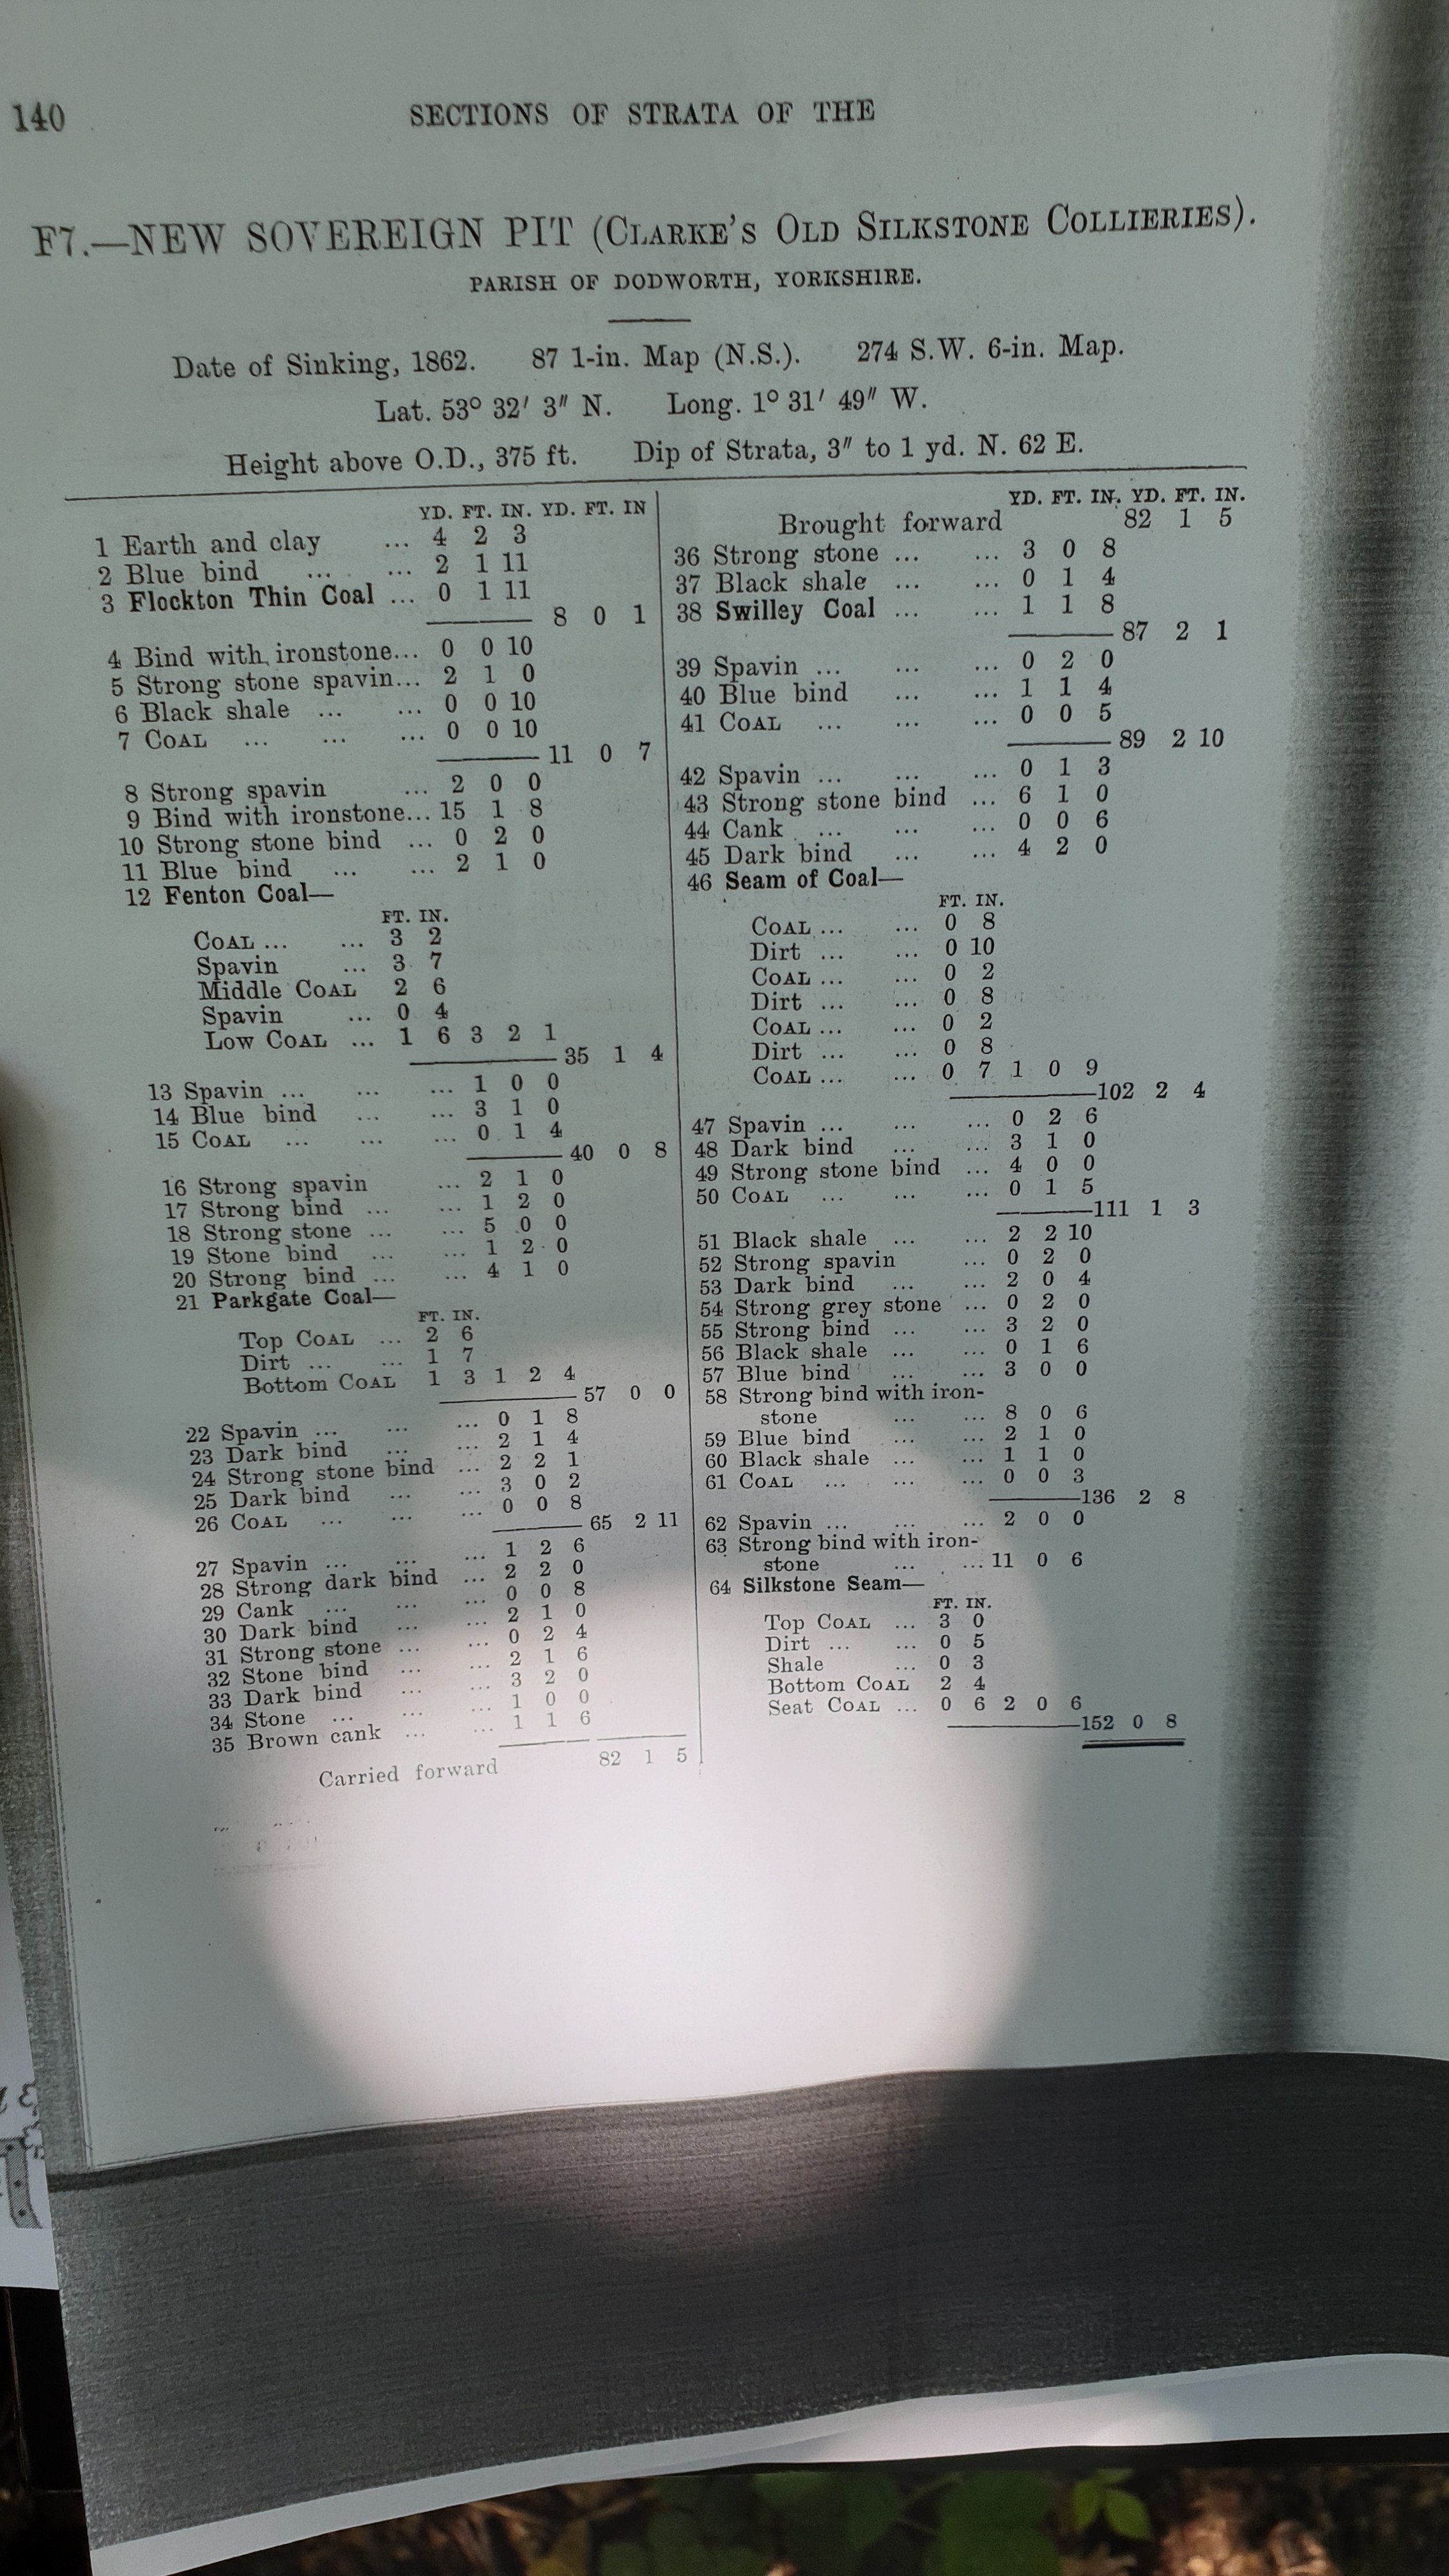 140
SECTIONS OF STRATA OF THE
F7.—NEW SOVEREIGN PIT (CLARKE'S OLD SILKSTONE COLLIERIES).
PARISH OF DODWORTH, YORKSHIRE.
Date of Sinking, 1862. 87 1-in. Map (N.S.). 274 S.W. 6-in. Map.
Lat. 53° 32′ 3″ N. Long. 1° 31′ 49″ W.
Height above O.D., 375 ft. Dip of Strata, 3″ to 1 yd. N. 62 E.
YD. FT. IN. YD. FT. IN
1 Earth and clay ... 4 2 3
2 Blue bind ... ... 2 1 11
3 Flockton Thin Coal ... 0 1 11
8 0 1
4 Bind with ironstone... 0 0 10
5 Strong stone spavin... 2 1 0
6 Black shale ... ... 0 0 10
7 COAL ... ... ... 0 0 10
11 0 7
8 Strong spavin ... 2 0 0
9 Bind with ironstone... 15 1 8
10 Strong stone bind ... 0 2 0
11 Blue bind ... ... 2 1 0
12 Fenton Coal—
FT. IN.
COAL ... ... 3 2
Spavin ... 3 7
Middle COAL 2 6
Spavin ... 0 4
Low COAL ... 1 6 3 2 1
35 1 4
13 Spavin ... ... ... 1 0 0
14 Blue bind ... ... 3 1 0
15 COAL ... ... ... 0 1 4
40 0 8
16 Strong spavin ... 2 1 0
17 Strong bind ... ... 1 2 0
18 Strong stone ... ... 5 0 0
19 Stone bind ... ... 1 2 0
20 Strong bind ... ... 4 1 0
21 Parkgate Coal—
FT. IN.
Top COAL ... 2 6
Dirt ... ... 1 7
Bottom COAL 1 3 1 2 4
57 0 0
22 Spavin ... ... ... 0 1 8
23 Dark bind ... ... 2 1 4
24 Strong stone bind ... 2 2 1
25 Dark bind ... ... 3 0 2
26 COAL ... ... ... 0 0 8
65 2 11
27 Spavin ... ... ... 1 2 6
28 Strong dark bind ... 2 2 0
29 Cank ... ... ... 0 0 8
30 Dark bind ... ... 2 1 0
31 Strong stone ... ... 0 2 4
32 Stone bind ... ... 2 1 6
33 Dark bind ... ... 3 2 0
34 Stone ... ... ... 1 0 0
35 Brown cank ... ... 1 1 6
Carried forward 82 1 5
YD. FT. IN. YD. FT. IN.
Brought forward 82 1 5
36 Strong stone ... ... 3 0 8
37 Black shale ... ... 0 1 4
38 Swilley Coal ... ... 1 1 8
87 2 1
39 Spavin ... ... ... 0 2 0
40 Blue bind ... ... 1 1 4
41 COAL ... ... ... 0 0 5
89 2 10
42 Spavin ... ... ... 0 1 3
43 Strong stone bind ... 6 1 0
44 Cank ... ... ... 0 0 6
45 Dark bind ... ... 4 2 0
46 Seam of Coal—
FT. IN.
COAL ... ... 0 8
Dirt ... ... 0 10
COAL ... ... 0 2
Dirt ... ... 0 8
COAL ... ... 0 2
Dirt ... ... 0 8
COAL ... ... 0 7 1 0 9
102 2 4
47 Spavin ... ... ... 0 2 6
48 Dark bind ... ... 3 1 0
49 Strong stone bind ... 4 0 0
50 COAL ... ... ... 0 1 5
111 1 3
51 Black shale ... ... 2 2 10
52 Strong spavin ... 0 2 0
53 Dark bind ... ... 2 0 4
54 Strong grey stone ... 0 2 0
55 Strong bind ... ... 3 2 0
56 Black shale ... ... 0 1 6
57 Blue bind ... ... 3 0 0
58 Strong bind with iron-
stone ... ... 8 0 6
59 Blue bind ... ... 2 1 0
60 Black shale ... ... 1 1 0
61 COAL ... ... ... 0 0 3
136 2 8
62 Spavin ... ... ... 2 0 0
63 Strong bind with iron-
stone ... ... 11 0 6
64 Silkstone Seam—
FT. IN.
Top COAL ... 3 0
Dirt ... ... 0 5
Shale ... 0 3
Bottom COAL 2 4
Seat COAL ... 0 6 2 0 6
152 0 8